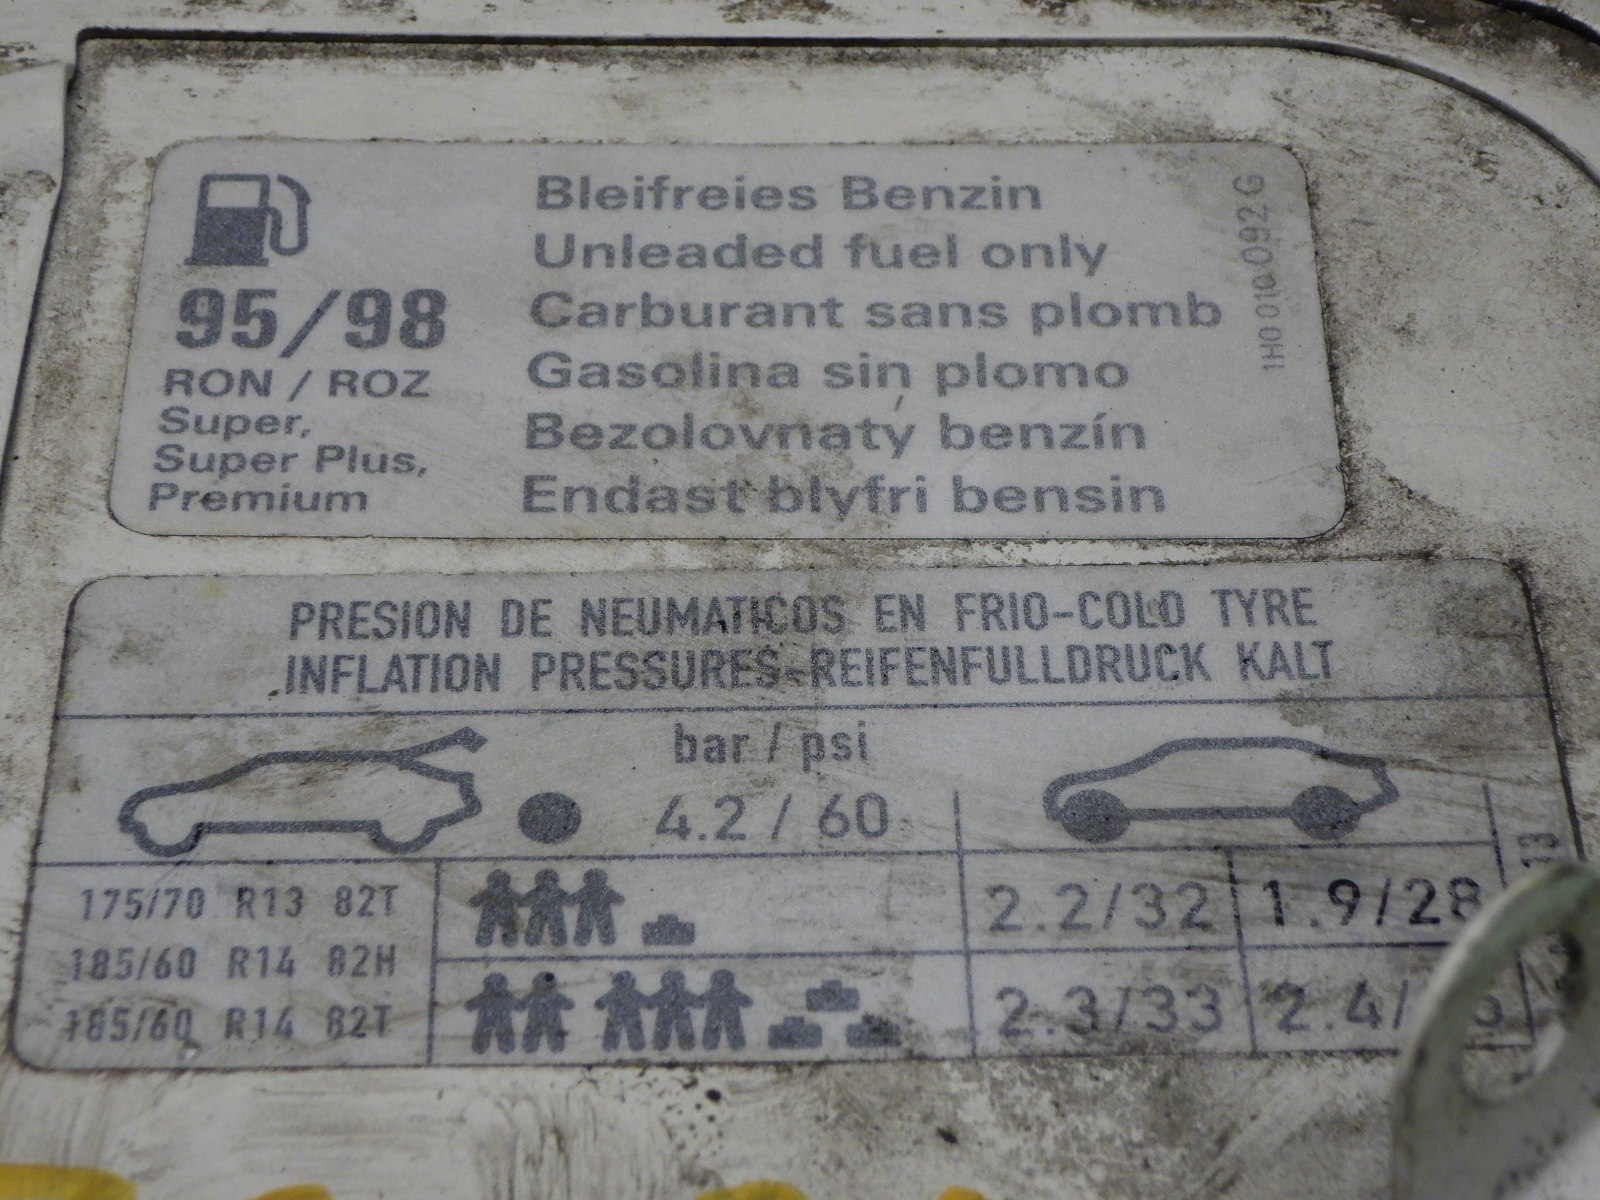 Bleifreies Benzin
Unleaded fuel only
Carburant sans plomb
Gasolina sin plomo
Bezolovnatý benzín
Endast blyfri bensin
95/98
RON / ROZ
Super,
Super Plus,
Premium
1H0 010 092 G
PRESION DE NEUMATICOS EN FRIO-COLD TYRE
INFLATION PRESSURES-REIFENFULLDRUCK KALT
bar / psi
4.2 / 60
175/70 R13 82T
185/60 R14 82H
185/60 R14 82T
2.2/32 1.9/28
2.3/33 2.4/
13